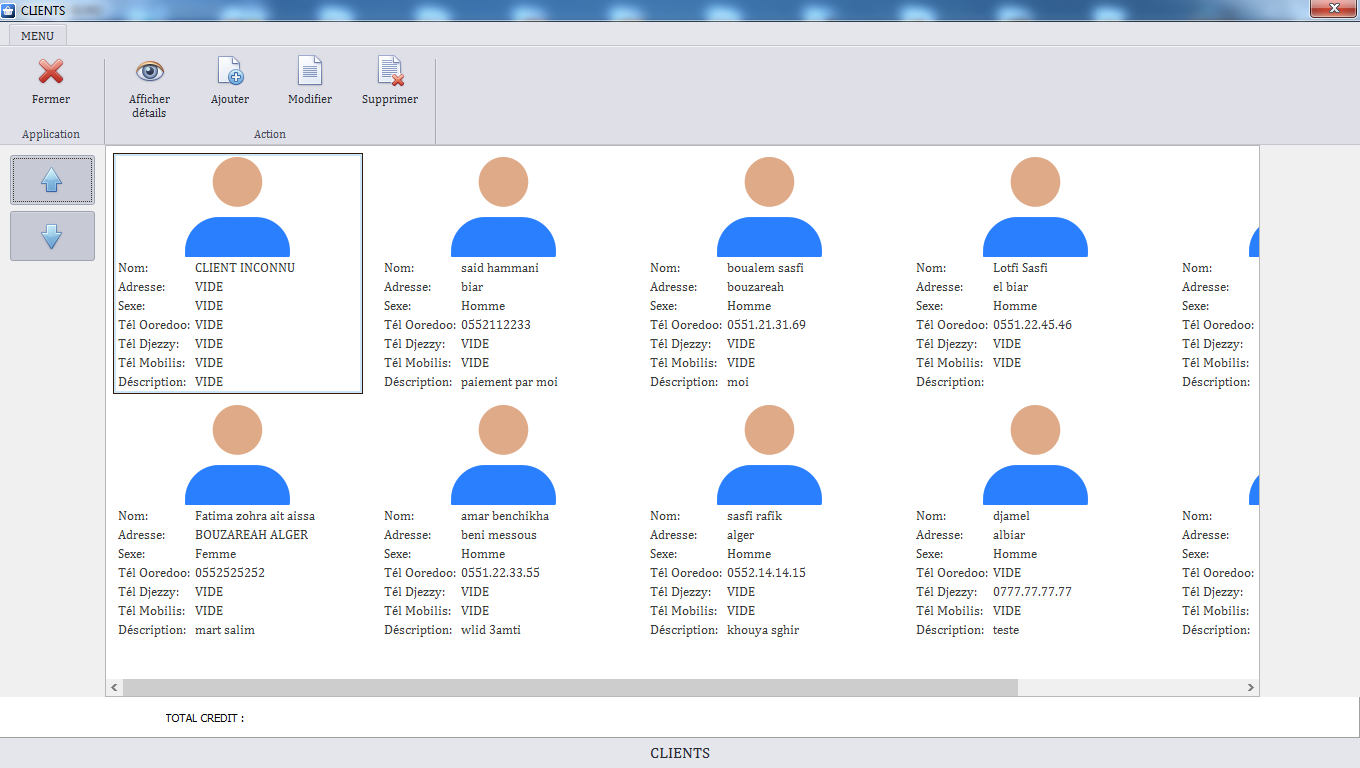 CLIENTS
MENU
Fermer
Afficher détails
Ajouter
Modifier
Supprimer
Application
Action
Nom: CLIENT INCONNU
Adresse: VIDE
Sexe: VIDE
Tél Ooredoo: VIDE
Tél Djezzy: VIDE
Tél Mobilis: VIDE
Déscription: VIDE
Nom: said hammani
Adresse: biar
Sexe: Homme
Tél Ooredoo: 0552112233
Tél Djezzy: VIDE
Tél Mobilis: VIDE
Déscription: paiement par moi
Nom: boualem sasfi
Adresse: bouzareah
Sexe: Homme
Tél Ooredoo: 0551.21.31.69
Tél Djezzy: VIDE
Tél Mobilis: VIDE
Déscription: moi
Nom: Lotfi Sasfi
Adresse: el biar
Sexe: Homme
Tél Ooredoo: 0551.22.45.46
Tél Djezzy: VIDE
Tél Mobilis: VIDE
Déscription:
Nom:
Adresse:
Sexe:
Tél Ooredoo:
Tél Djezzy:
Tél Mobilis:
Déscription:
Nom: Fatima zohra ait aissa
Adresse: BOUZAREAH ALGER
Sexe: Femme
Tél Ooredoo: 0552525252
Tél Djezzy: VIDE
Tél Mobilis: VIDE
Déscription: mart salim
Nom: amar benchikha
Adresse: beni messous
Sexe: Homme
Tél Ooredoo: 0551.22.33.55
Tél Djezzy: VIDE
Tél Mobilis: VIDE
Déscription: wlid 3amti
Nom: sasfi rafik
Adresse: alger
Sexe: Homme
Tél Ooredoo: 0552.14.14.15
Tél Djezzy: VIDE
Tél Mobilis: VIDE
Déscription: khouya sghir
Nom: djamel
Adresse: albiar
Sexe: Homme
Tél Ooredoo: VIDE
Tél Djezzy: 0777.77.77.77
Tél Mobilis: VIDE
Déscription: teste
Nom:
Adresse:
Sexe:
Tél Ooredoo:
Tél Djezzy:
Tél Mobilis:
Déscription:
TOTAL CREDIT :
CLIENTS